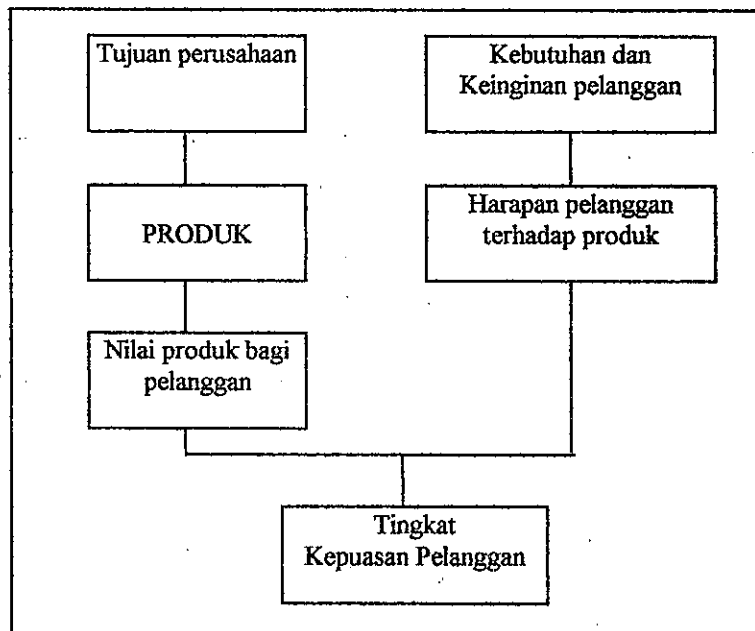 Tujuan perusahaan
Kebutuhan dan
Keinginan pelanggan
PRODUK
Harapan pelanggan
terhadap produk
Nilai produk bagi
pelanggan
Tingkat
Kepuasan Pelanggan